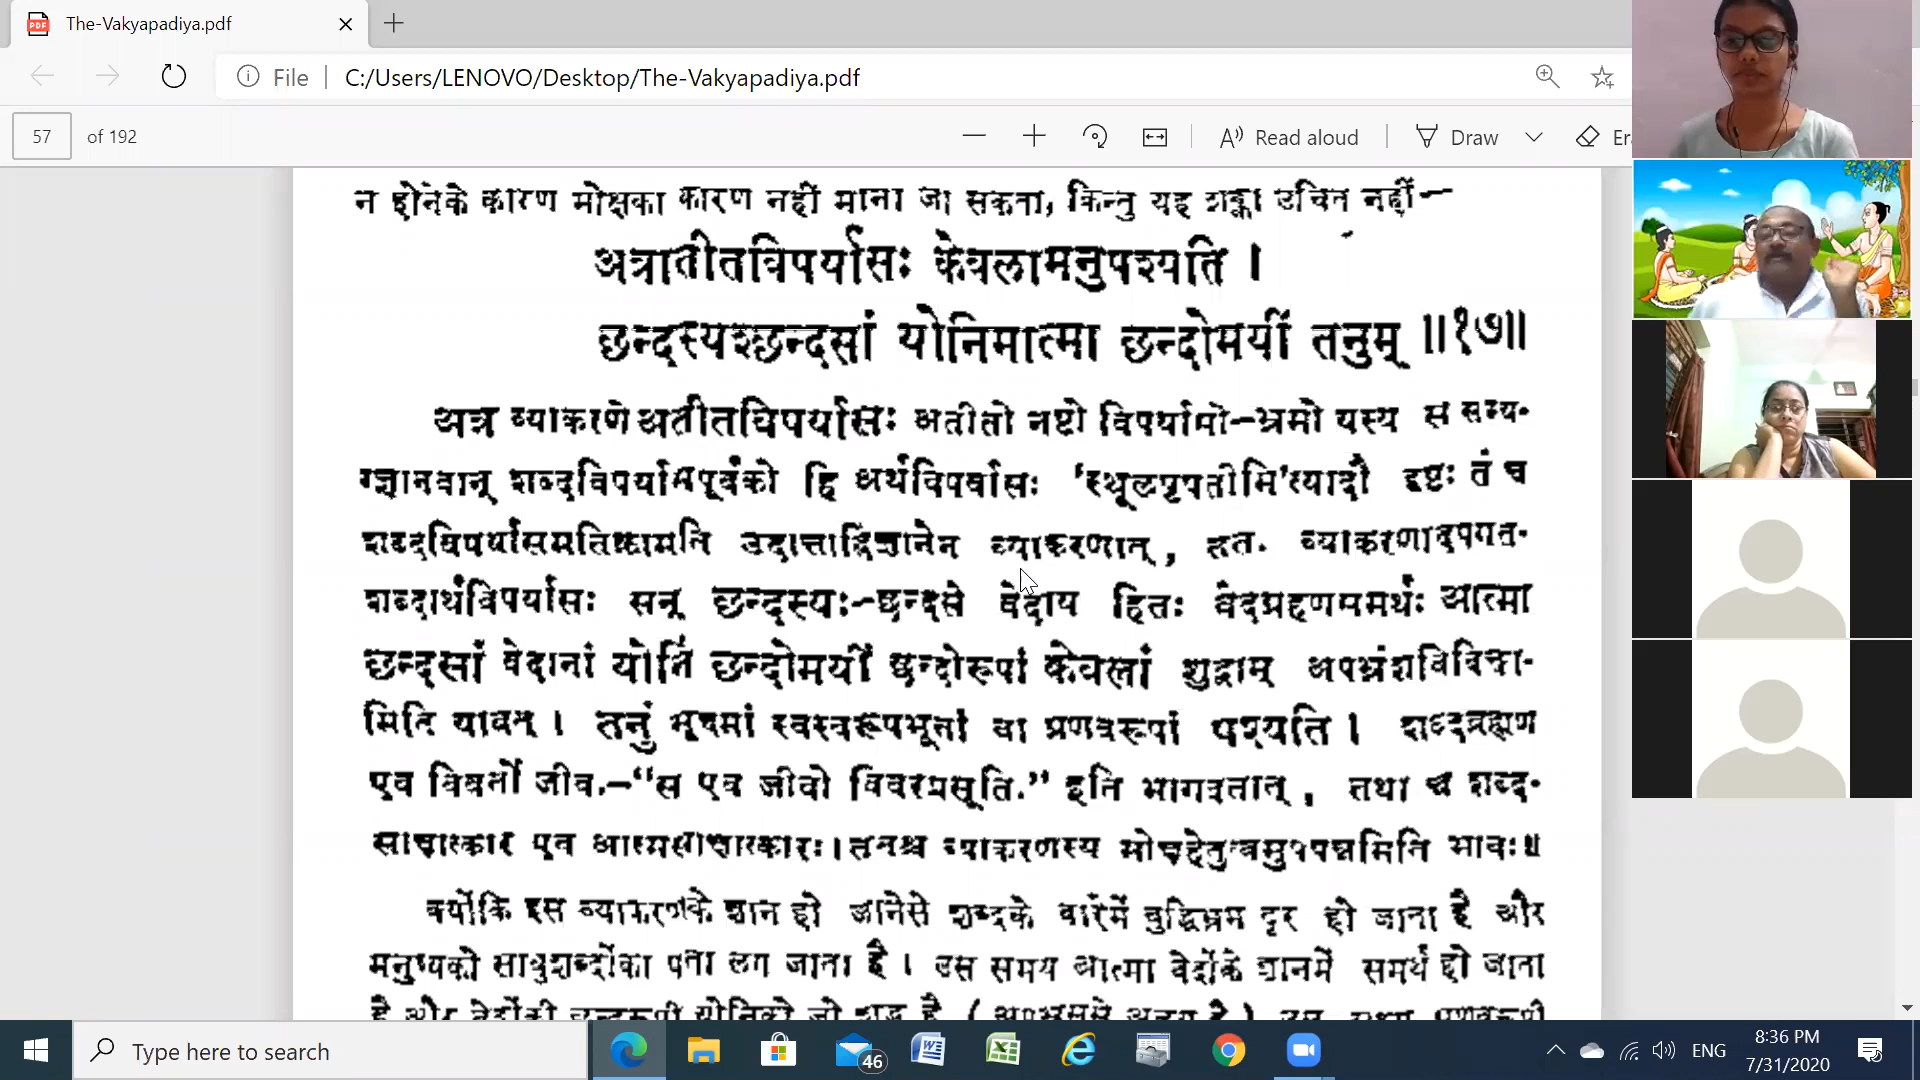 The-Vakyapadiya.pdf
File | C:/Users/LENOVO/Desktop/The-Vakyapadiya.pdf
57 of 192
Read aloud
Draw
न होनेके कारण मोक्षका कारण नहीं माना जा सकता, किन्तु यह शङ्का उचित नहीं—
अत्रातीतविपर्यासः केवलामनुपश्यति ।
छन्दस्यश्छन्दसां योनिमात्मा छन्दोमयीं तनुम् ॥१७॥
अत्र व्याकरणे अतीतविपर्यासः अतीतो नष्टो विपर्यासो–भ्रमो यस्य स सम्य-
ग्ज्ञानवान् शब्दविपर्यासपूर्वको हि अर्थविपर्यासः 'स्थूलपृषतीमि'त्यादौ दृष्टः तं च
शब्दविपर्यासमतिक्रामति उदात्तादिज्ञानेन व्याकरणात्, व्याकरणादपगत-
शब्दार्थविपर्यासः सन् छन्दस्यः–छन्दसे वेदाय हितः वेदग्रहणसमर्थः आत्मा
छन्दसां वेदानां योनिं छन्दोमयीं छन्दोरूपां केवलां शुद्धाम् अपभ्रंशविविक्ता-
मिति यावत् । तनुं सूक्ष्मां स्वस्वरूपभूतां वा प्रणवरूपां पश्यति । शब्दब्रह्मण
एव विवर्तो जीवः–"स एष जीवो विवरप्रसूतिः" इति भागवतात्, तथा च शब्द-
साक्षात्कार एव आत्मसाक्षात्कारः। ततश्च व्याकरणस्य मोक्षहेतुत्वमुपपन्नमिति भावः॥
क्योंकि इस व्याकरणके ज्ञान हो जानेसे शब्दके बारेमें बुद्धिभ्रम दूर हो जाता है और
मनुष्यको साधुशब्दोंका पता लग जाता है । उस समय आत्मा वेदोंके ज्ञानमें समर्थ हो जाता
है और वेदोंकी योनिको जो शुद्ध है
Type here to search
46
ENG
8:36 PM
7/31/2020